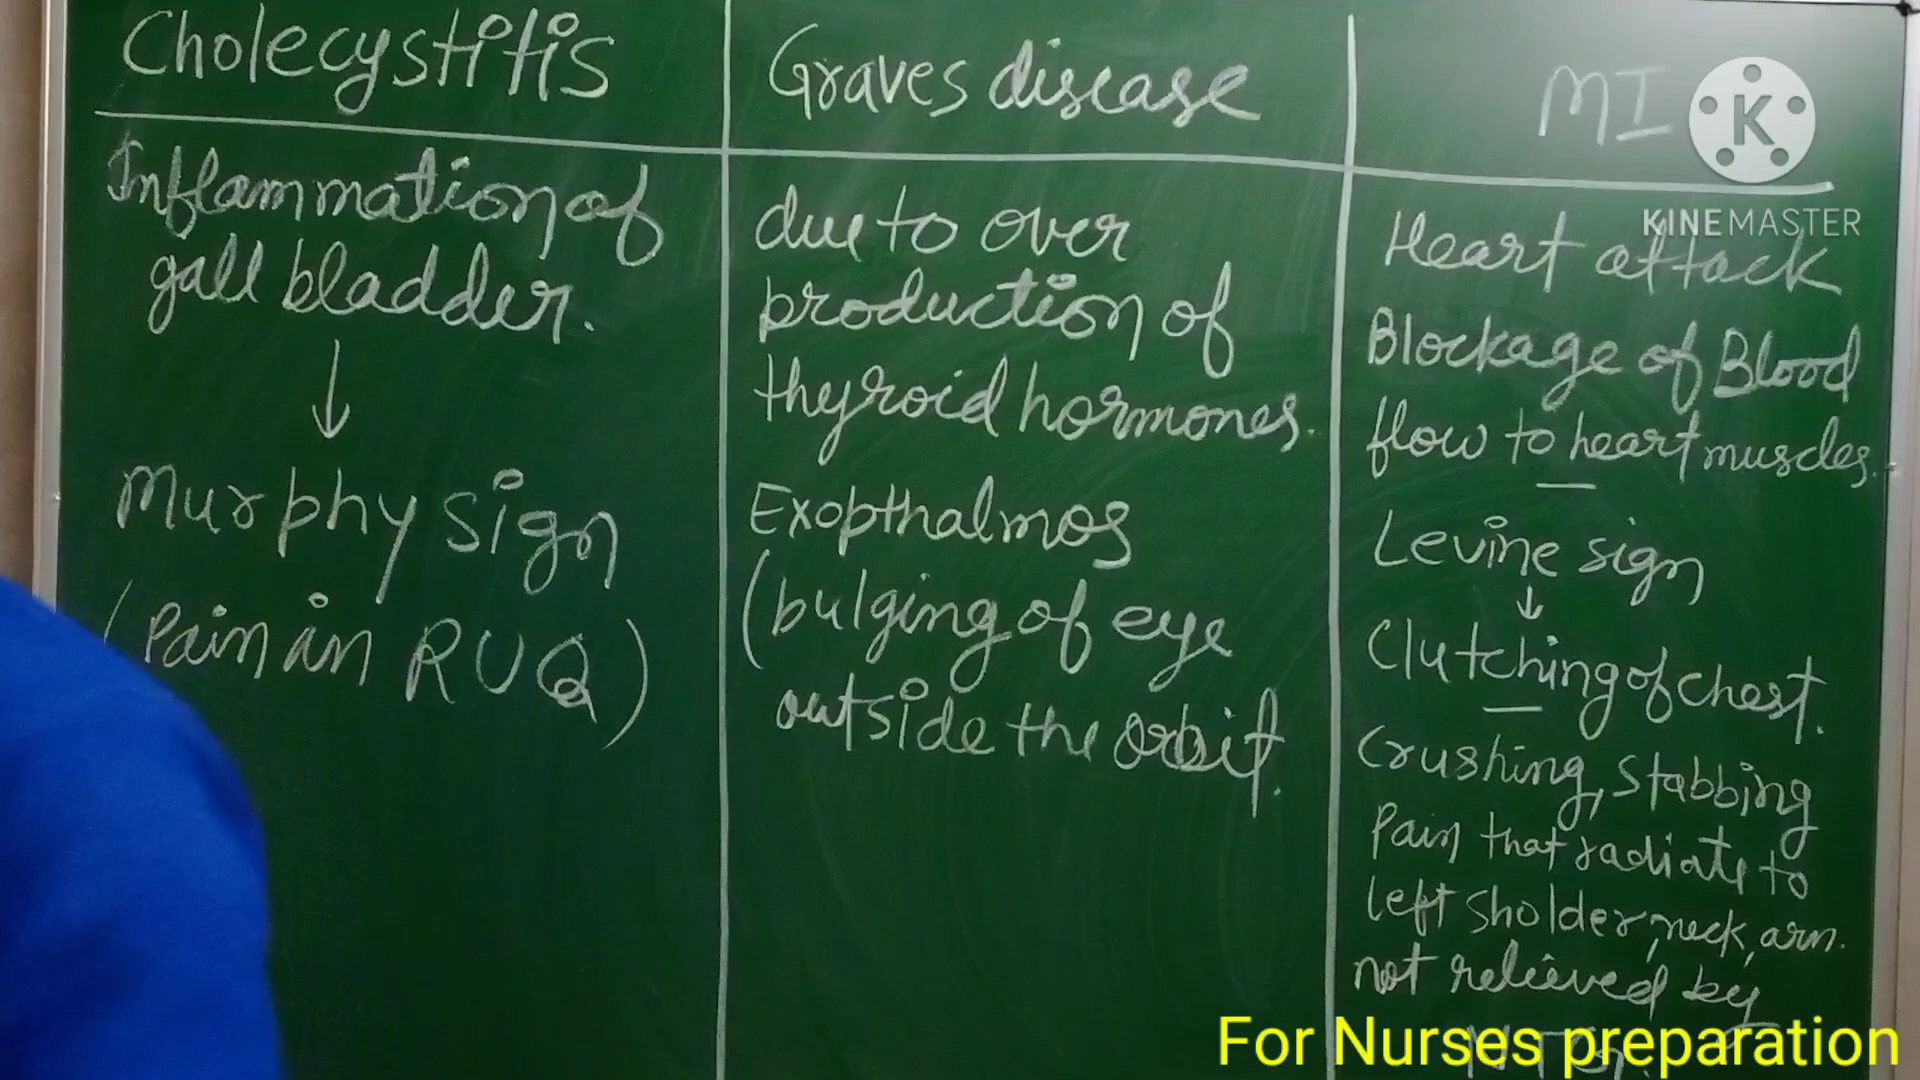 Cholecystitis
Inflammation of
gall bladder.
↓
Murphy sign
(Pain in RUQ)
Graves disease
due to over
production of
thyroid hormones.
Exopthalmos
(bulging of eye
outside the orbit.
MI
Heart attack
Blockage of Blood
flow to heart muscles.
Levine sign
↓
Clutching of chest.
Crushing, stabbing
Pain that radiate to
left sholder, neck, arm.
not relieved by
K
KINEMASTER
For Nurses preparation